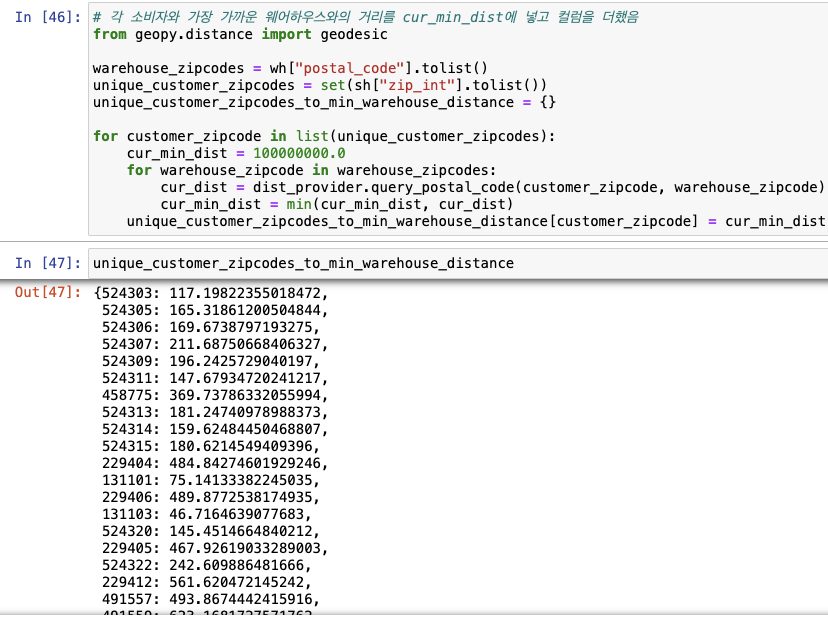 In [46]: # 각 소비자와 가장 가까운 웨어하우스와의 거리를 cur_min_dist에 넣고 컬럼을 더했음
from geopy.distance import geodesic
warehouse_zipcodes = wh["postal_code"].tolist()
unique_customer_zipcodes = set(sh["zip_int"].tolist())
unique_customer_zipcodes_to_min_warehouse_distance = {}
for customer_zipcode in list(unique_customer_zipcodes):
    cur_min_dist = 100000000.0
    for warehouse_zipcode in warehouse_zipcodes:
        cur_dist = dist_provider.query_postal_code(customer_zipcode, warehouse_zipcode)
        cur_min_dist = min(cur_min_dist, cur_dist)
    unique_customer_zipcodes_to_min_warehouse_distance[customer_zipcode] = cur_min_dist
In [47]: unique_customer_zipcodes_to_min_warehouse_distance
Out[47]: {524303: 117.19822355018472,
524305: 165.31861200504844,
524306: 169.6738797193275,
524307: 211.68750668406327,
524309: 196.2425729040197,
524311: 147.67934720241217,
458775: 369.73786332055994,
524313: 181.24740978988373,
524314: 159.62484450468807,
524315: 180.6214549409396,
229404: 484.84274601929246,
131101: 75.14133382245035,
229406: 489.8772538174935,
131103: 46.7164639077683,
524320: 145.4514664840212,
229405: 467.92619033289003,
524322: 242.609886481666,
229412: 561.620472145242,
491557: 493.8674442415916,